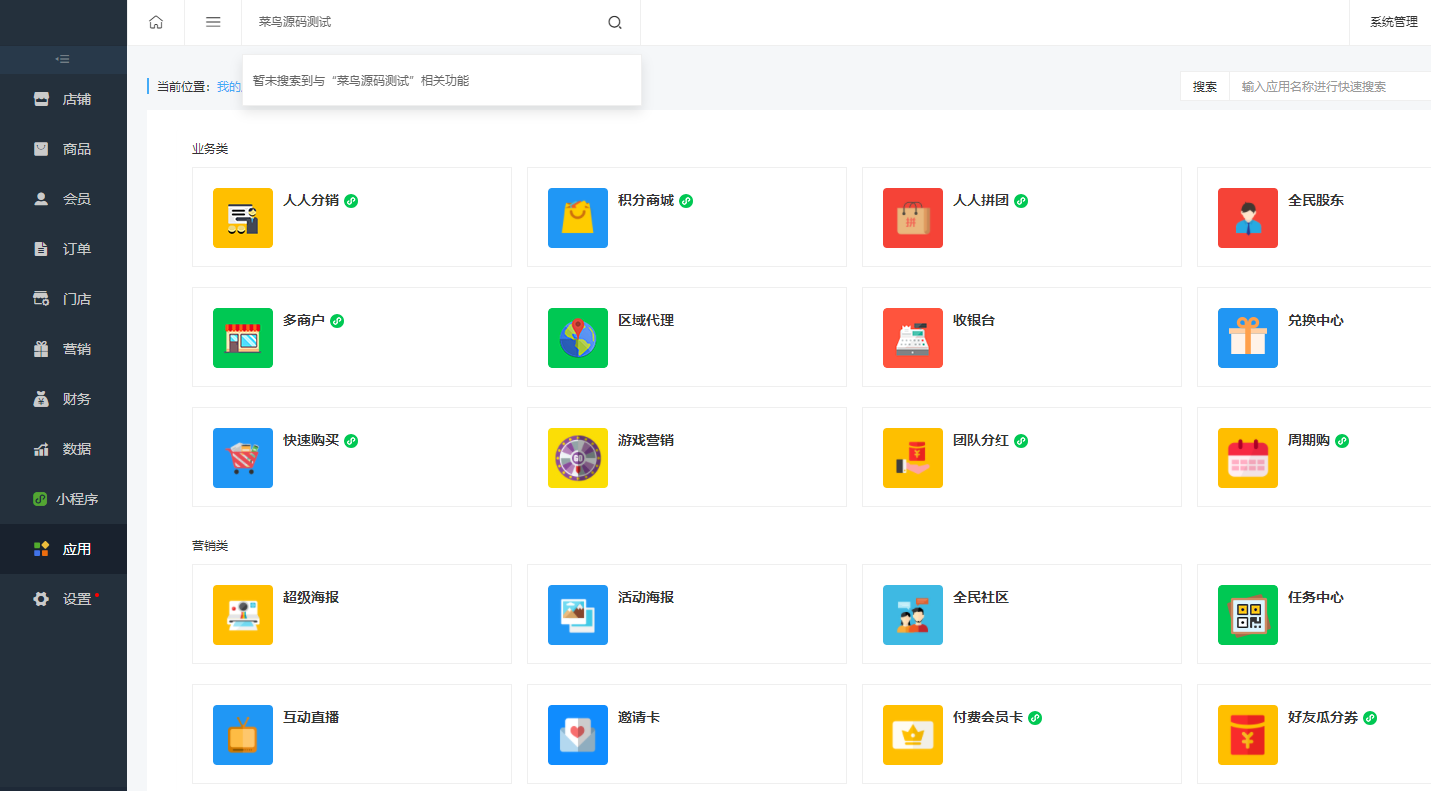 菜鸟源码测试
系统管理
暂未搜索到与“菜鸟源码测试”相关功能
当前位置：我的
搜索
输入应用名称进行快速搜索
店铺
商品
会员
订单
门店
营销
财务
数据
小程序
应用
设置
业务类
人人分销
积分商城
人人拼团
全民股东
多商户
区域代理
收银台
兑换中心
快速购买
游戏营销
团队分红
周期购
营销类
超级海报
活动海报
全民社区
任务中心
互动直播
邀请卡
付费会员卡
好友瓜分券